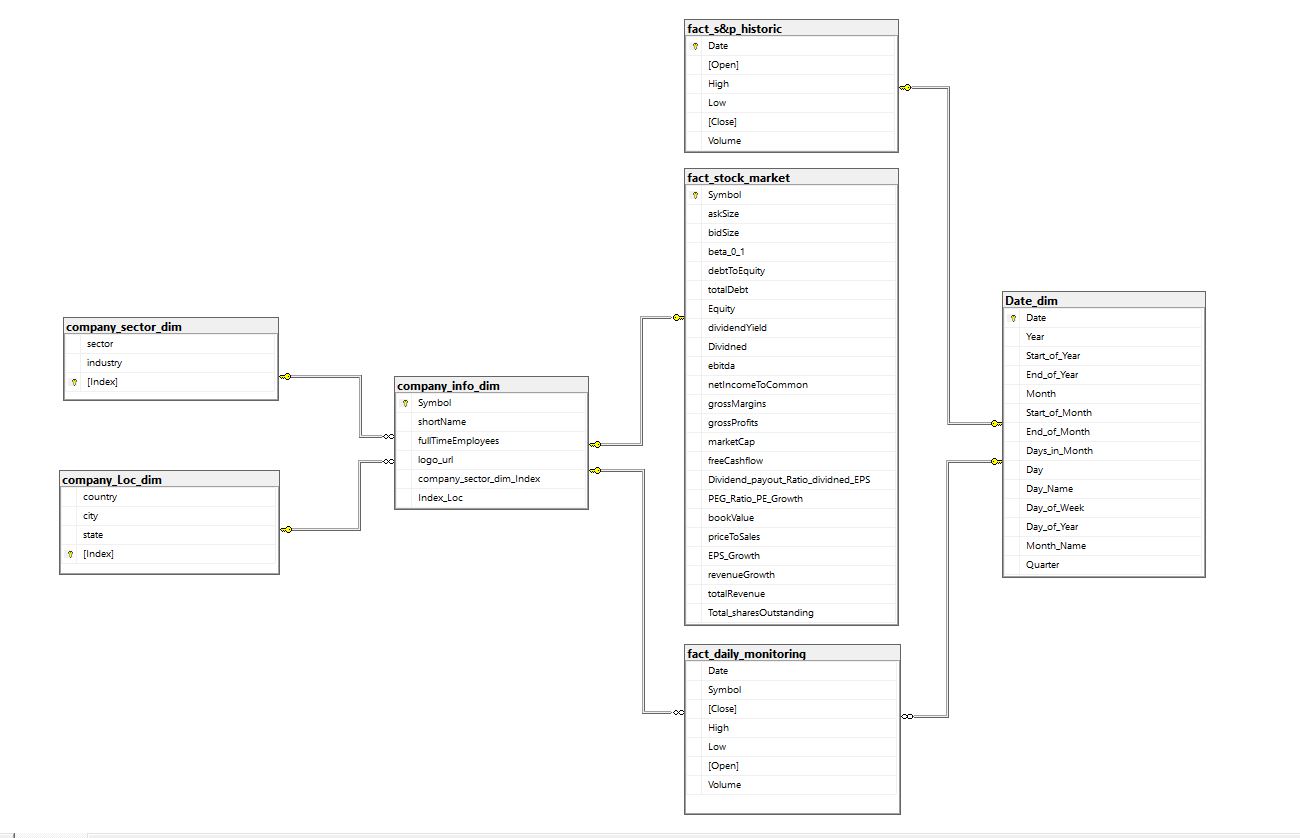 fact_s&p_historic
Date
[Open]
High
Low
[Close]
Volume
fact_stock_market
Symbol
askSize
bidSize
beta_0_1
debtToEquity
totalDebt
Equity
dividendYield
Dividned
ebitda
netIncomeToCommon
grossMargins
grossProfits
marketCap
freeCashflow
Dividend_payout_Ratio_dividned_EPS
PEG_Ratio_PE_Growth
bookValue
priceToSales
EPS_Growth
revenueGrowth
totalRevenue
Total_sharesOutstanding
company_sector_dim
sector
industry
[Index]
company_Loc_dim
country
city
state
[Index]
company_info_dim
Symbol
shortName
fullTimeEmployees
logo_url
company_sector_dim_Index
Index_Loc
fact_daily_monitoring
Date
Symbol
[Close]
High
Low
[Open]
Volume
Date_dim
Date
Year
Start_of_Year
End_of_Year
Month
Start_of_Month
End_of_Month
Days_in_Month
Day
Day_Name
Day_of_Week
Day_of_Year
Month_Name
Quarter